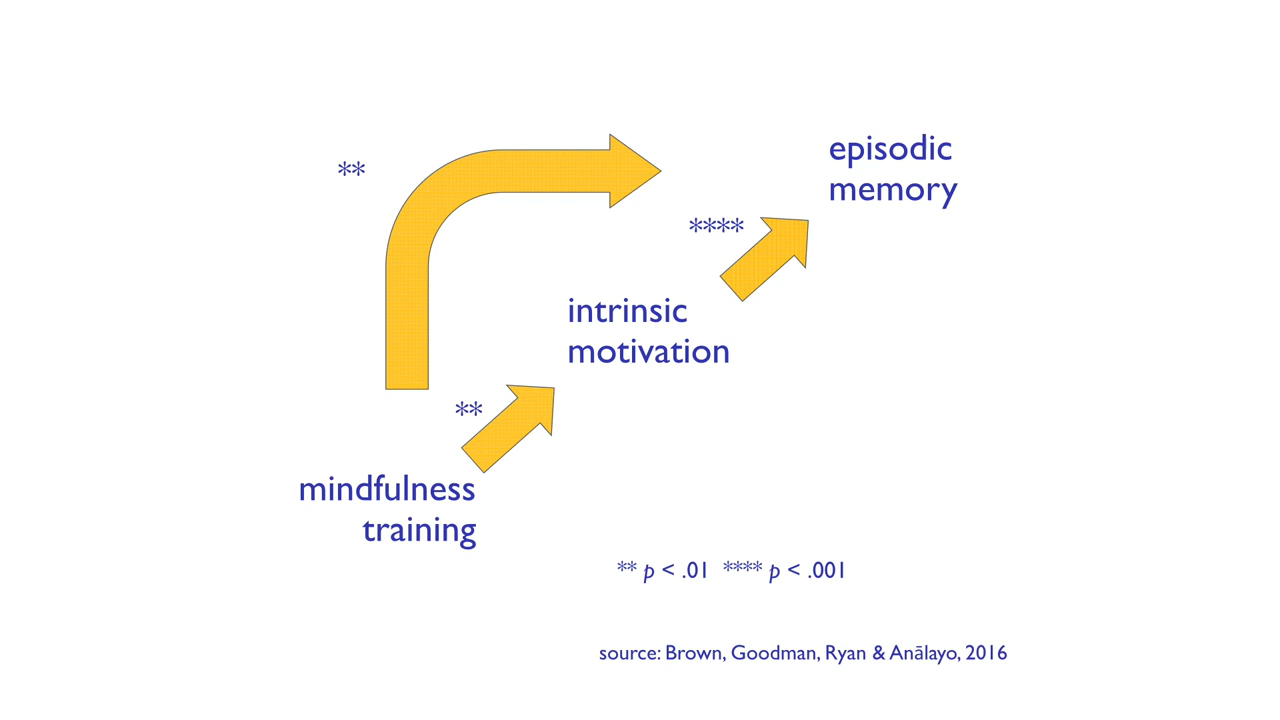 **
episodic
memory
****
intrinsic
motivation
**
mindfulness
training
** p < .01 **** p < .001
source: Brown, Goodman, Ryan & Anālayo, 2016